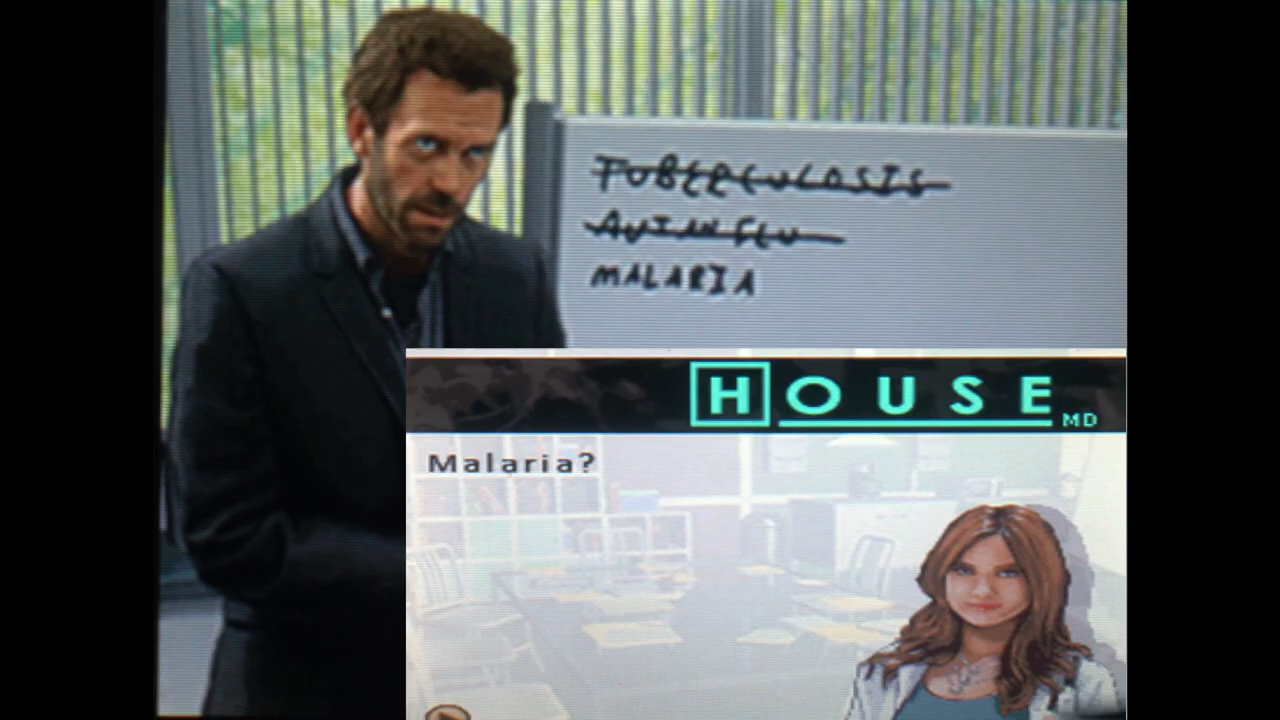 TUBERCULOSIS
AVIAN FLU
MALARIA
HOUSE
MD
Malaria?